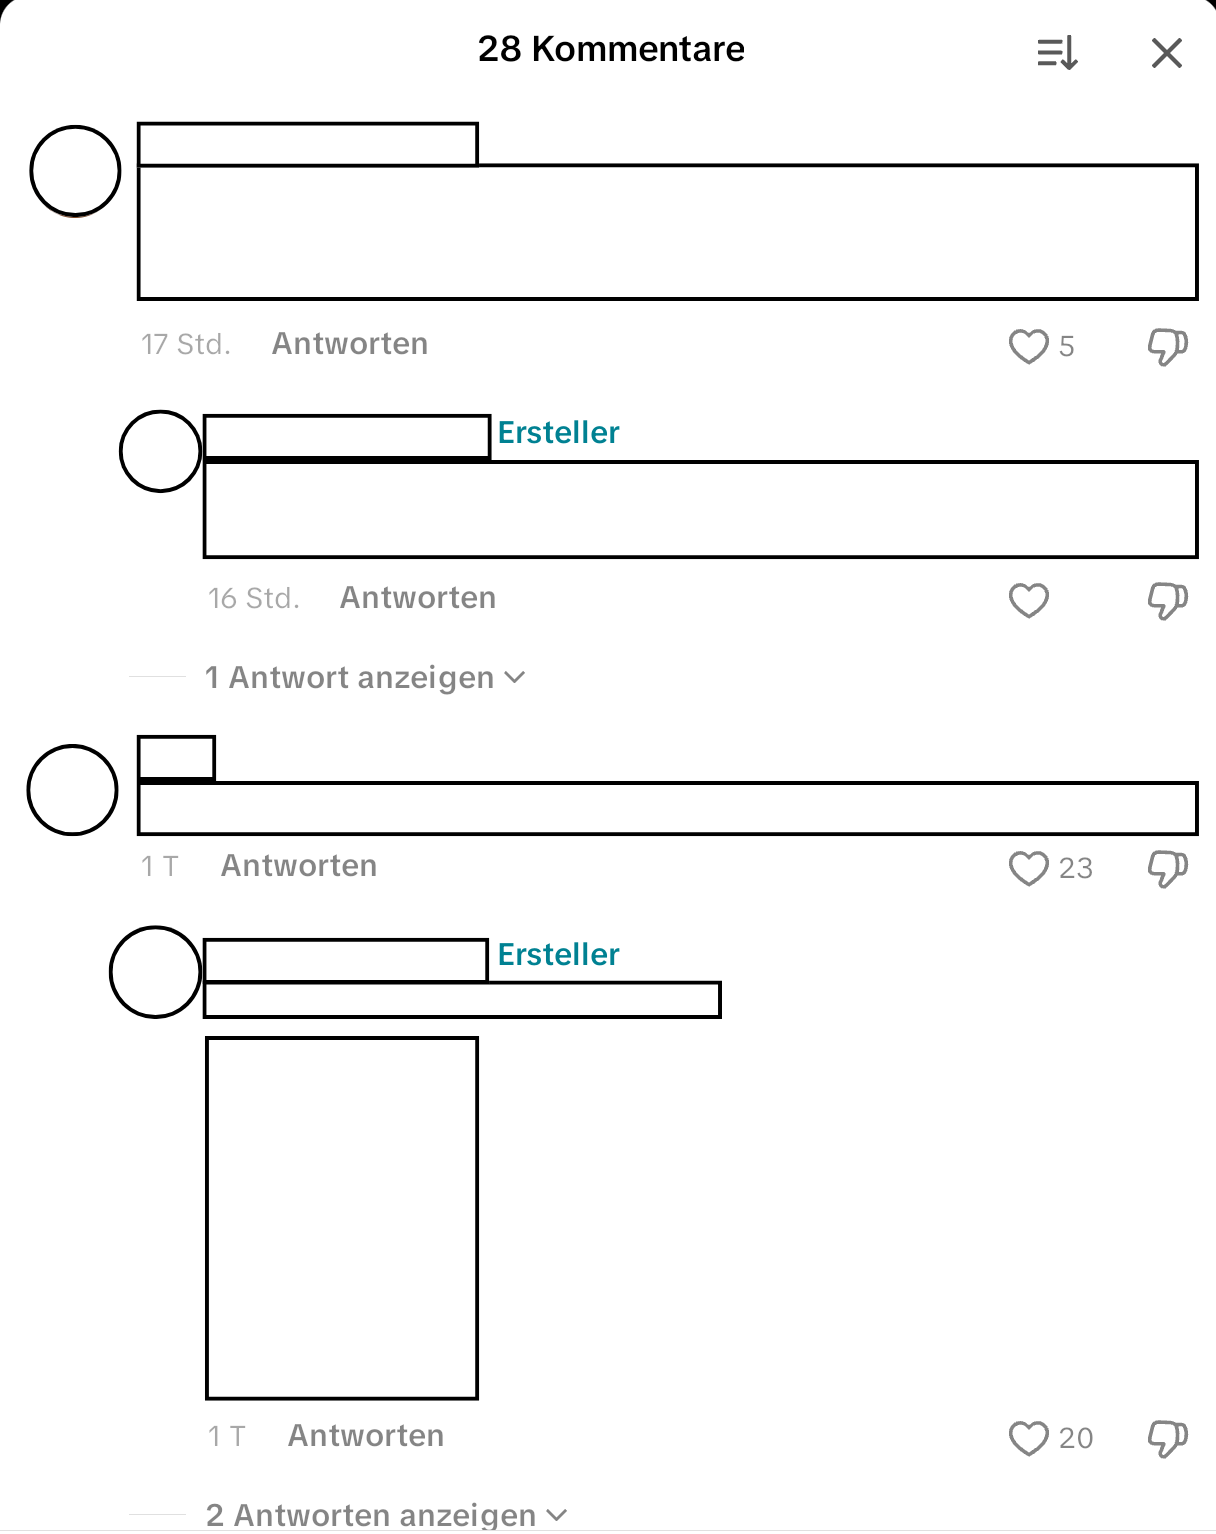 28 Kommentare
17 Std. Antworten 5
Ersteller
16 Std. Antworten
1 Antwort anzeigen
1 T Antworten 23
Ersteller
1 T Antworten 20
2 Antworten anzeigen